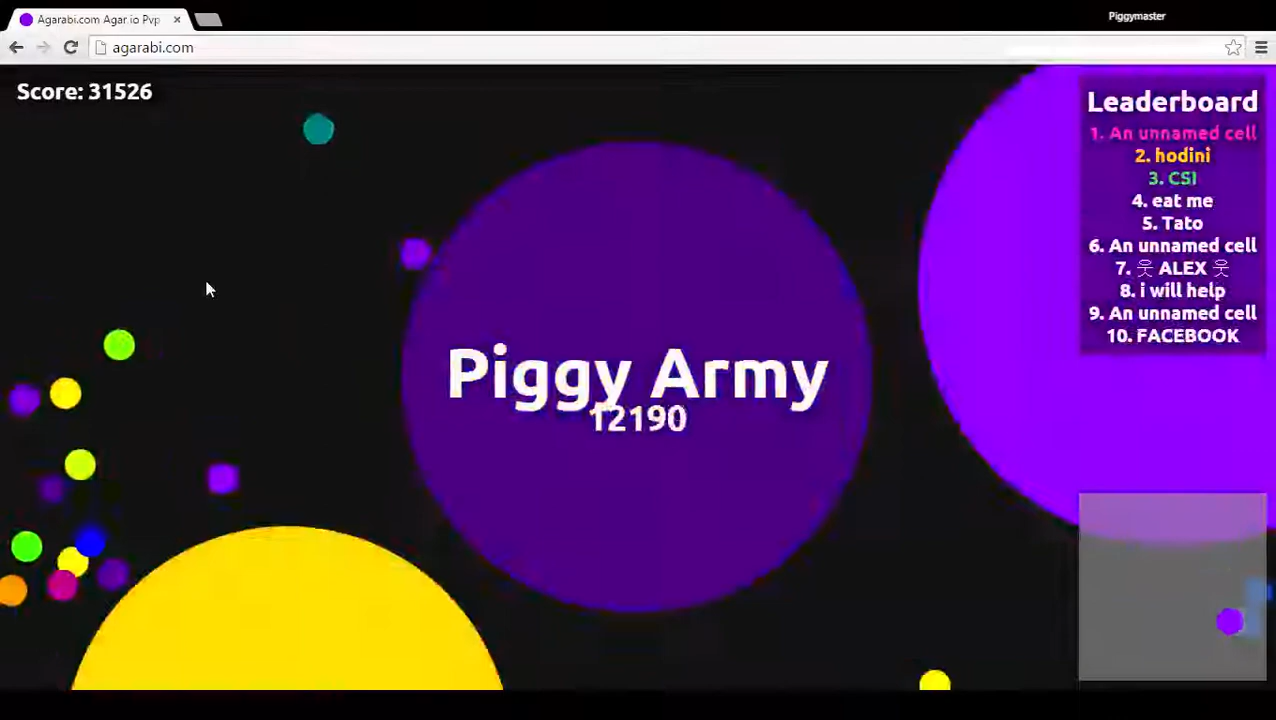 Agarabi.com Agar.io Pvp
Piggymaster
agarabi.com
Score: 31526
Leaderboard
1. An unnamed cell
2. hodini
3. CSI
4. eat me
5. Tato
6. An unnamed cell
7. 웃 ALEX 웃
8. i will help
9. An unnamed cell
10. FACEBOOK
Piggy Army
12190